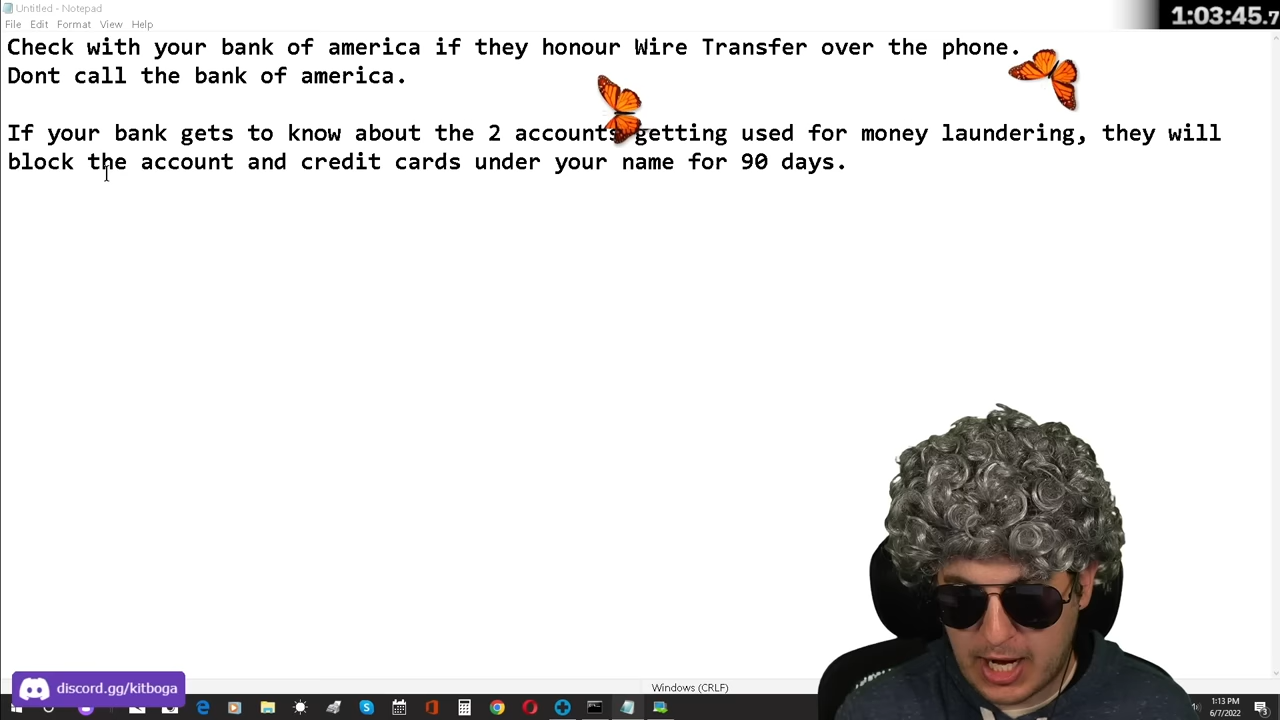 Untitled - Notepad
1:03:45.7
File Edit Format View Help
Check with your bank of america if they honour Wire Transfer over the phone.
Dont call the bank of america.
If your bank gets to know about the 2 accounts getting used for money laundering, they will
block the account and credit cards under your name for 90 days.
discord.gg/kitboga
Windows (CRLF)
1:13 PM
6/7/2022